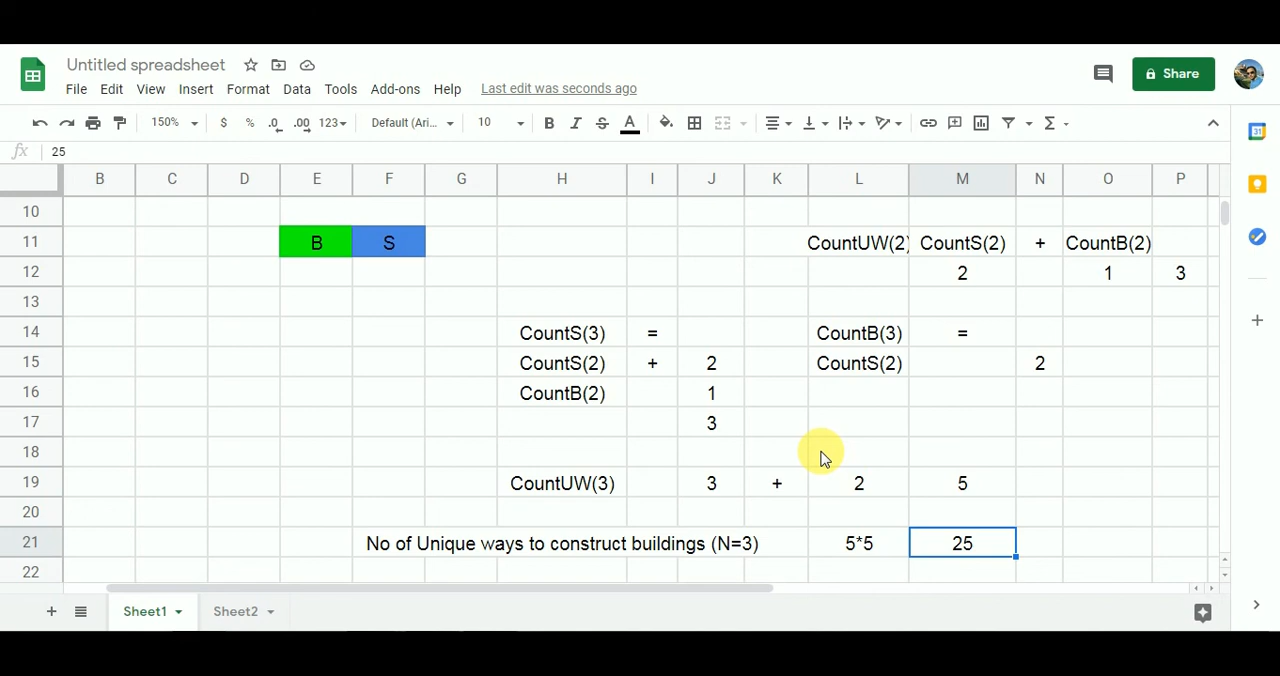 Untitled spreadsheet
Share
File Edit View Insert Format Data Tools Add-ons Help Last edit was seconds ago
150% $ % .0 .00 123 Default (Ari... 10 B I S A
fx 25
B C D E F G H I J K L M N O P
10
11 B S CountUW(2) CountS(2) + CountB(2)
12 2 1 3
13
14 CountS(3) = CountB(3) =
15 CountS(2) + 2 CountS(2) 2
16 CountB(2) 1
17 3
18
19 CountUW(3) 3 + 2 5
20
21 No of Unique ways to construct buildings (N=3) 5*5 25
22
Sheet1 Sheet2
31